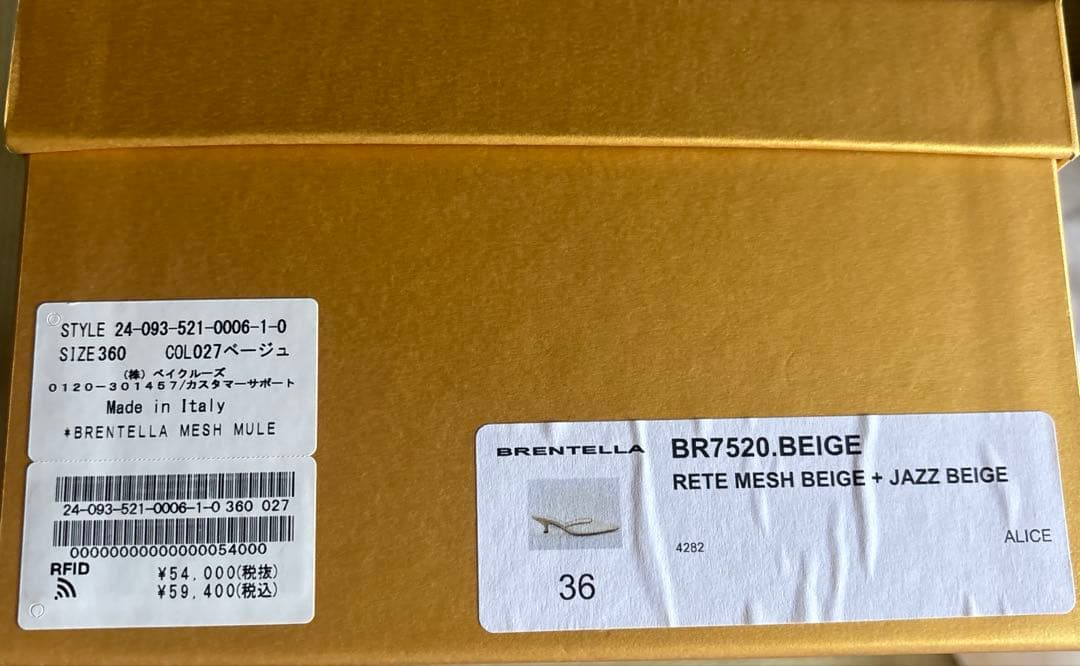 STYLE 24-093-521-0006-1-0
SIZE 360 COL027ベージュ
(株) ベイクルーズ
0120-301457/カスタマーサポート
Made in Italy
*BRENTELLA MESH MULE
24-093-521-0006-1-0 360 027
00000000000000054000
RFID
¥54,000(税抜)
¥59,400(税込)
BRENTELLA
BR7520.BEIGE
RETE MESH BEIGE + JAZZ BEIGE
4282
ALICE
36